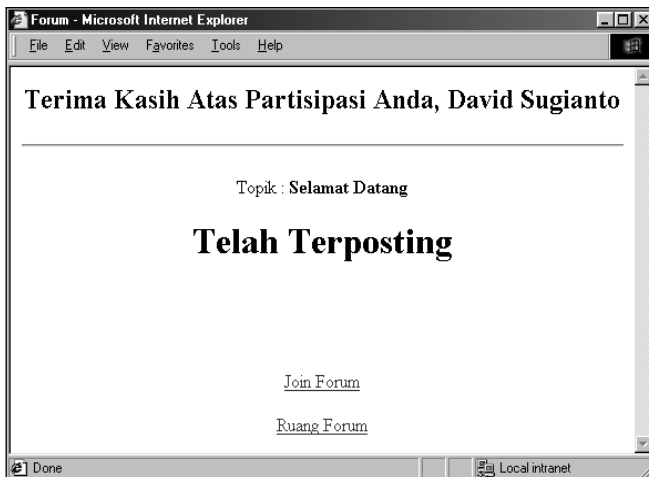 Forum - Microsoft Internet Explorer
File Edit View Favorites Tools Help
Terima Kasih Atas Partisipasi Anda, David Sugianto
Topik : Selamat Datang
Telah Terposting
Join Forum
Ruang Forum
Done Local intranet